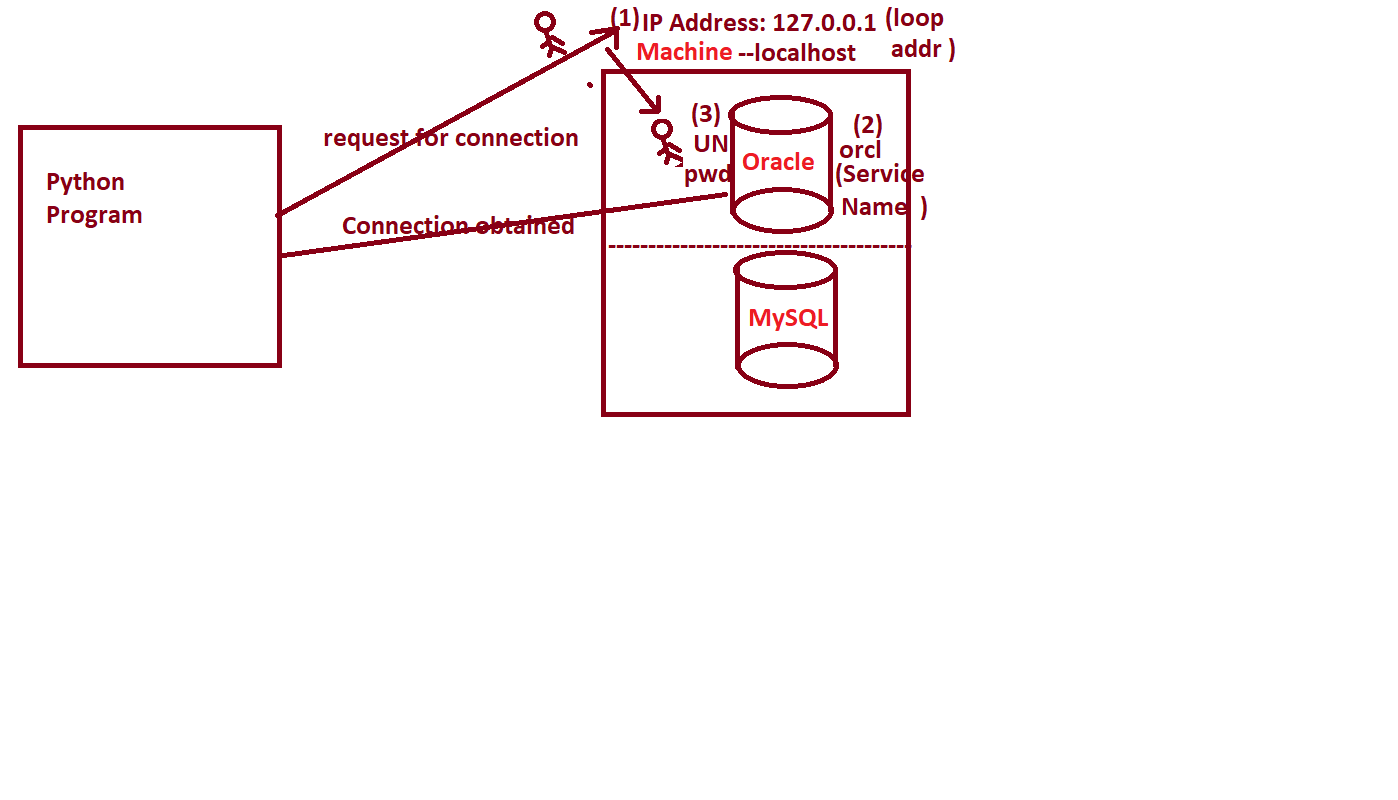 (1) IP Address: 127.0.0.1 (loop
Machine --localhost addr )
request for connection
Python
Program
Connection obtained
(3)
UN
pwd
Oracle
(2)
orcl
(Service
Name )
MySQL